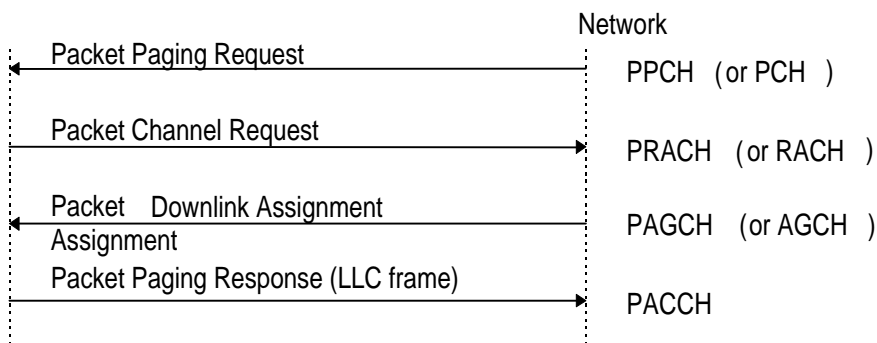 Network
Packet Paging Request
PPCH (or PCH )
Packet Channel Request
PRACH (or RACH )
Packet Downlink Assignment
Assignment
PAGCH (or AGCH )
Packet Paging Response (LLC frame)
PACCH